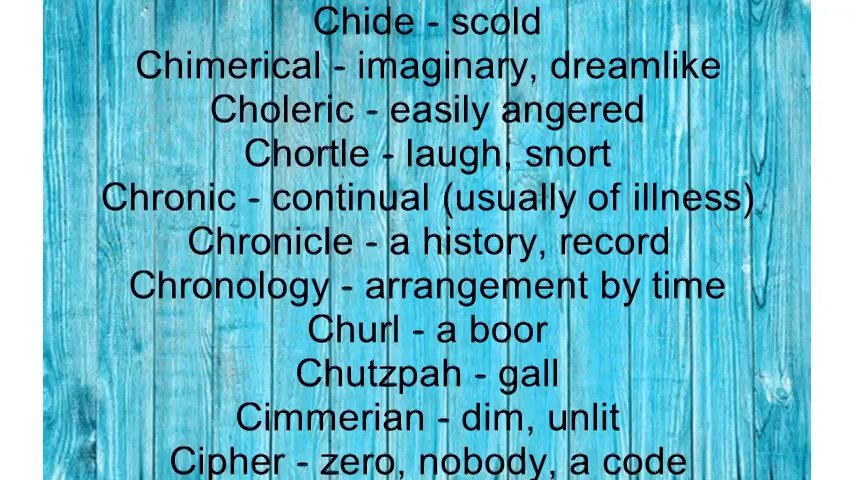 Chide - scold
Chimerical - imaginary, dreamlike
Choleric - easily angered
Chortle - laugh, snort
Chronic - continual (usually of illness)
Chronicle - a history, record
Chronology - arrangement by time
Churl - a boor
Chutzpah - gall
Cimmerian - dim, unlit
Cipher - zero, nobody, a code